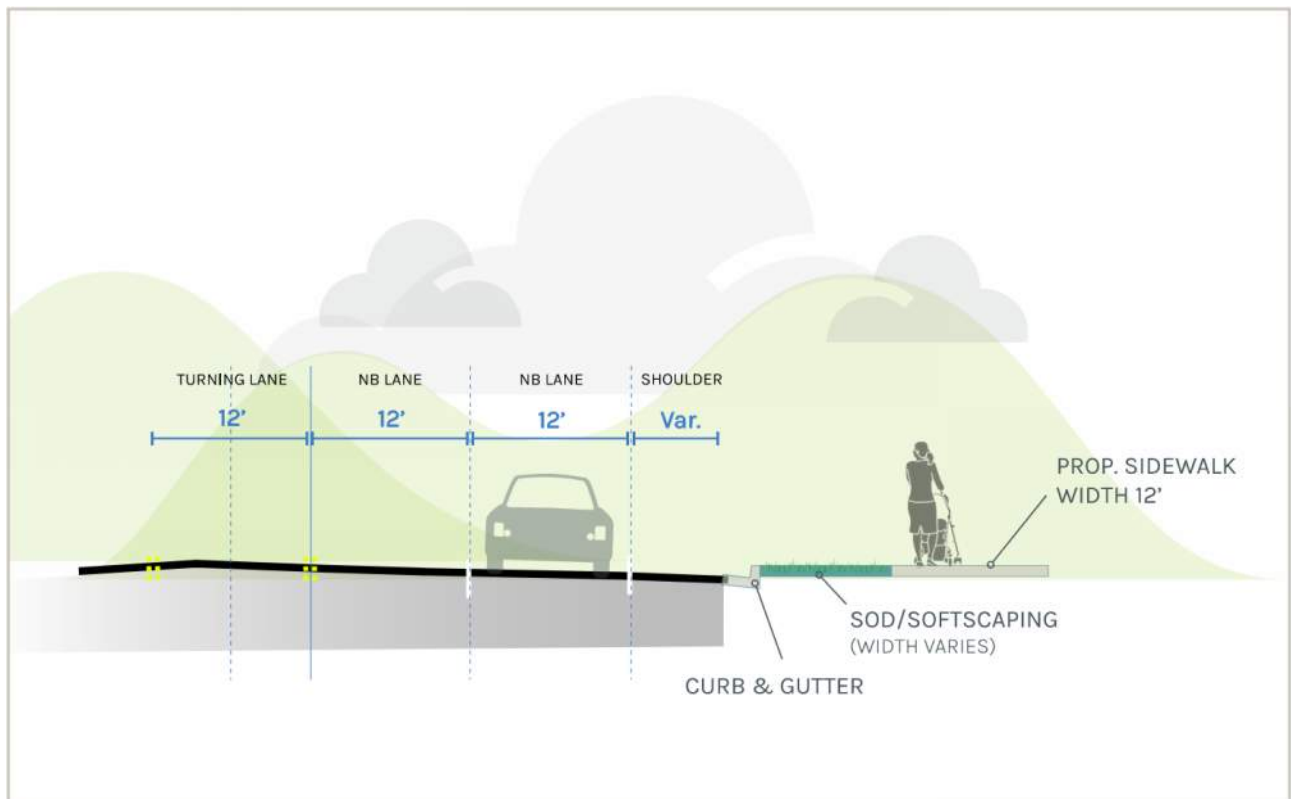 TURNING LANE NB LANE NB LANE SHOULDER
12’ 12’ 12’ Var.
PROP. SIDEWALK
WIDTH 12’
SOD/SOFTSCAPING
(WIDTH VARIES)
CURB & GUTTER